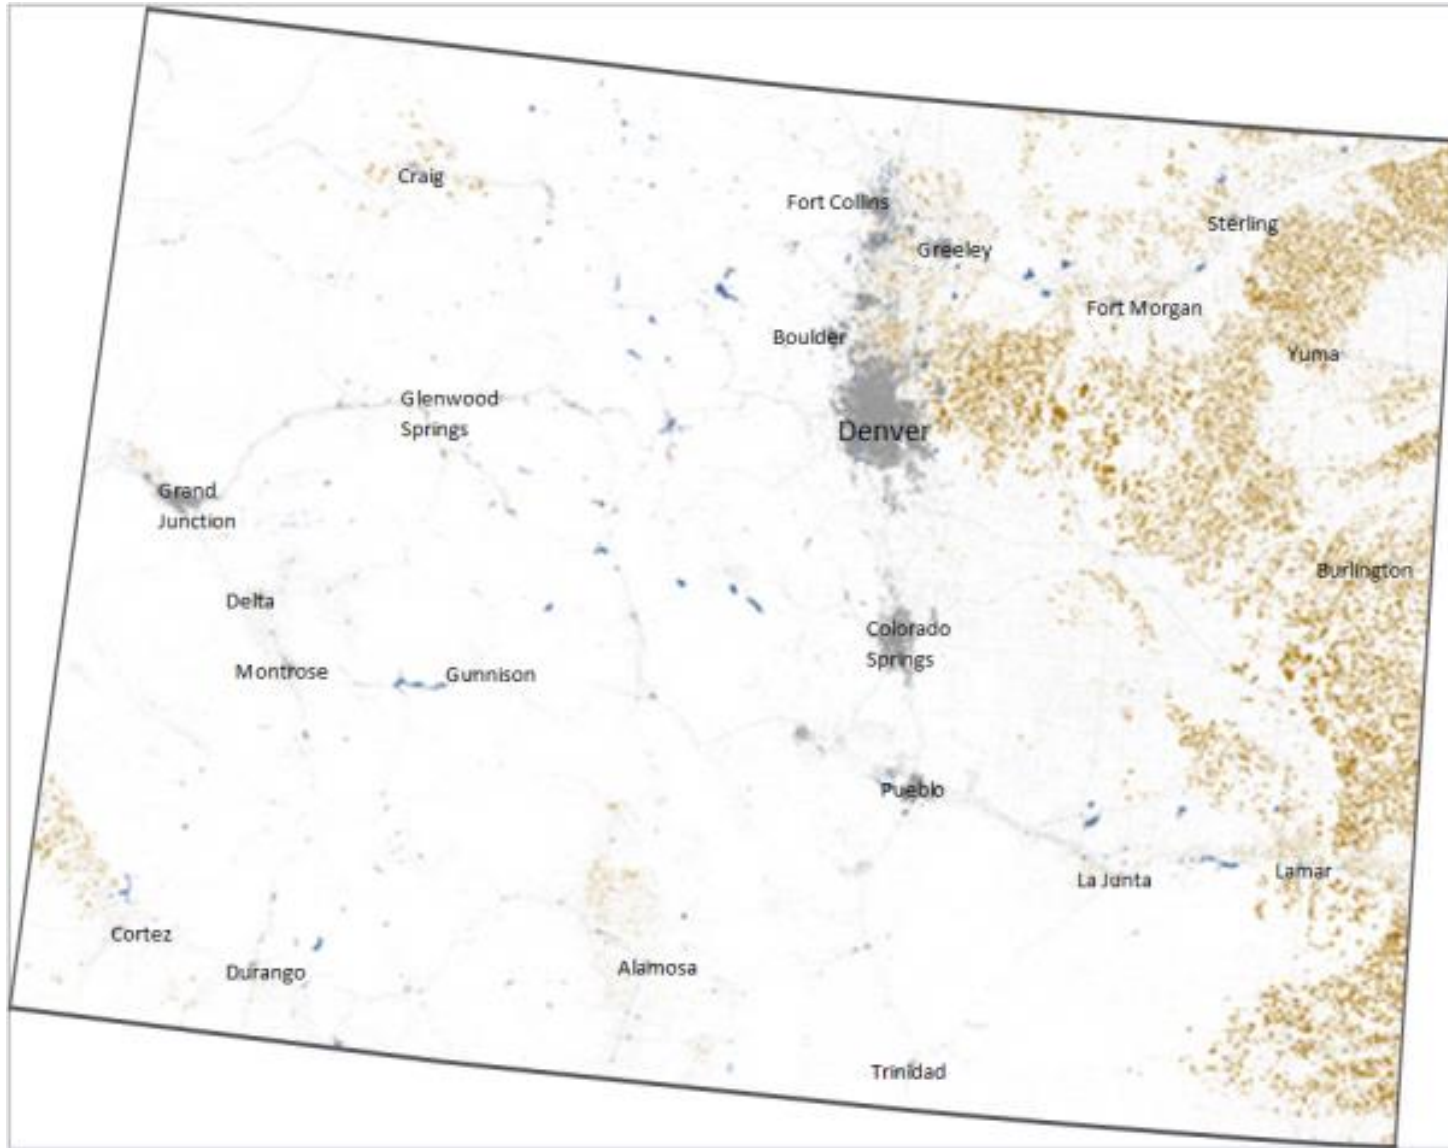 Craig
Fort Collins
Sterling
Greeley
Fort Morgan
Boulder
Yuma
Glenwood
Springs
Denver
Grand
Junction
Burlington
Delta
Colorado
Springs
Montrose
Gunnison
Pueblo
La Junta
Lamar
Cortez
Durango
Alamosa
Trinidad